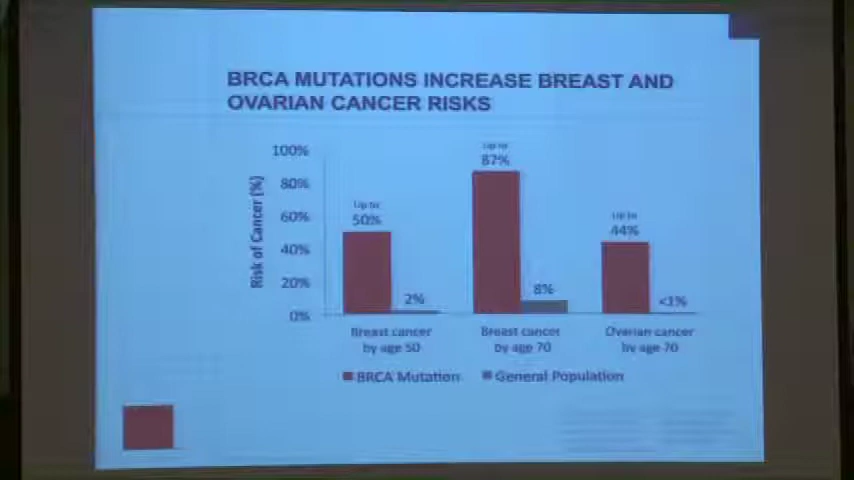 BRCA MUTATIONS INCREASE BREAST AND
OVARIAN CANCER RISKS
Risk of Cancer (%)
100%
80%
60%
40%
20%
0%
Up to
50%
2%
Up to
87%
8%
Up to
44%
<1%
Breast cancer
by age 50
Breast cancer
by age 70
Ovarian cancer
by age 70
BRCA Mutation
General Population